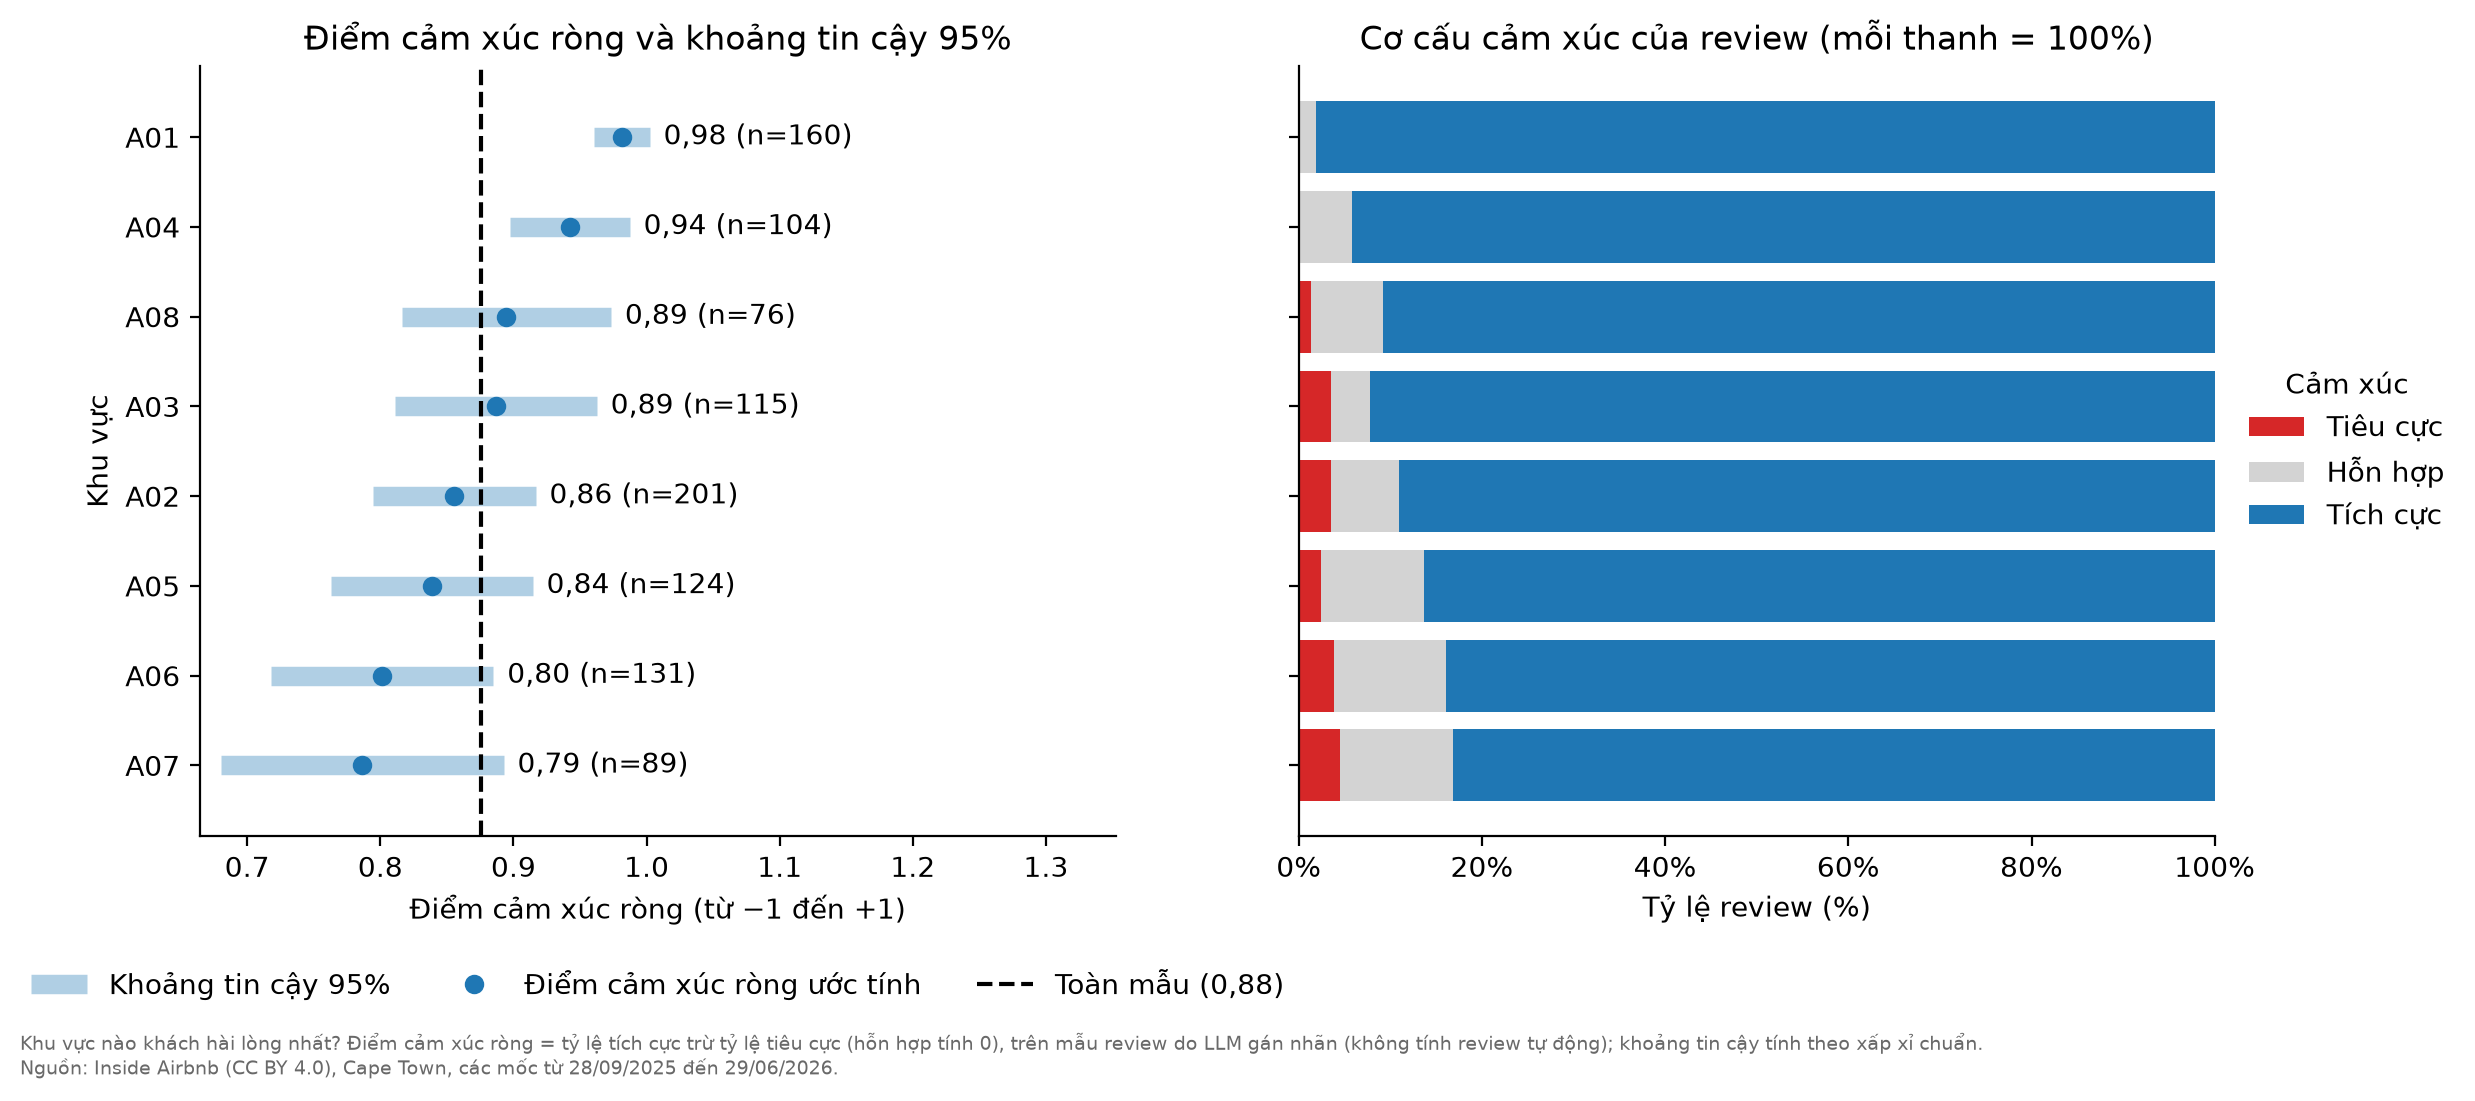 Điểm cảm xúc ròng và khoảng tin cậy 95%
Khu vực
A01
A04
A08
A03
A02
A05
A06
A07
0,98 (n=160)
0,94 (n=104)
0,89 (n=76)
0,89 (n=115)
0,86 (n=201)
0,84 (n=124)
0,80 (n=131)
0,79 (n=89)
0.7 0.8 0.9 1.0 1.1 1.2 1.3
Điểm cảm xúc ròng (từ −1 đến +1)
Cơ cấu cảm xúc của review (mỗi thanh = 100%)
0% 20% 40% 60% 80% 100%
Tỷ lệ review (%)
Cảm xúc
Tiêu cực
Hỗn hợp
Tích cực
Khoảng tin cậy 95% Điểm cảm xúc ròng ước tính Toàn mẫu (0,88)
Khu vực nào khách hài lòng nhất? Điểm cảm xúc ròng = tỷ lệ tích cực trừ tỷ lệ tiêu cực (hỗn hợp tính 0), trên mẫu review do LLM gán nhãn (không tính review tự động); khoảng tin cậy tính theo xấp xỉ chuẩn.
Nguồn: Inside Airbnb (CC BY 4.0), Cape Town, các mốc từ 28/09/2025 đến 29/06/2026.